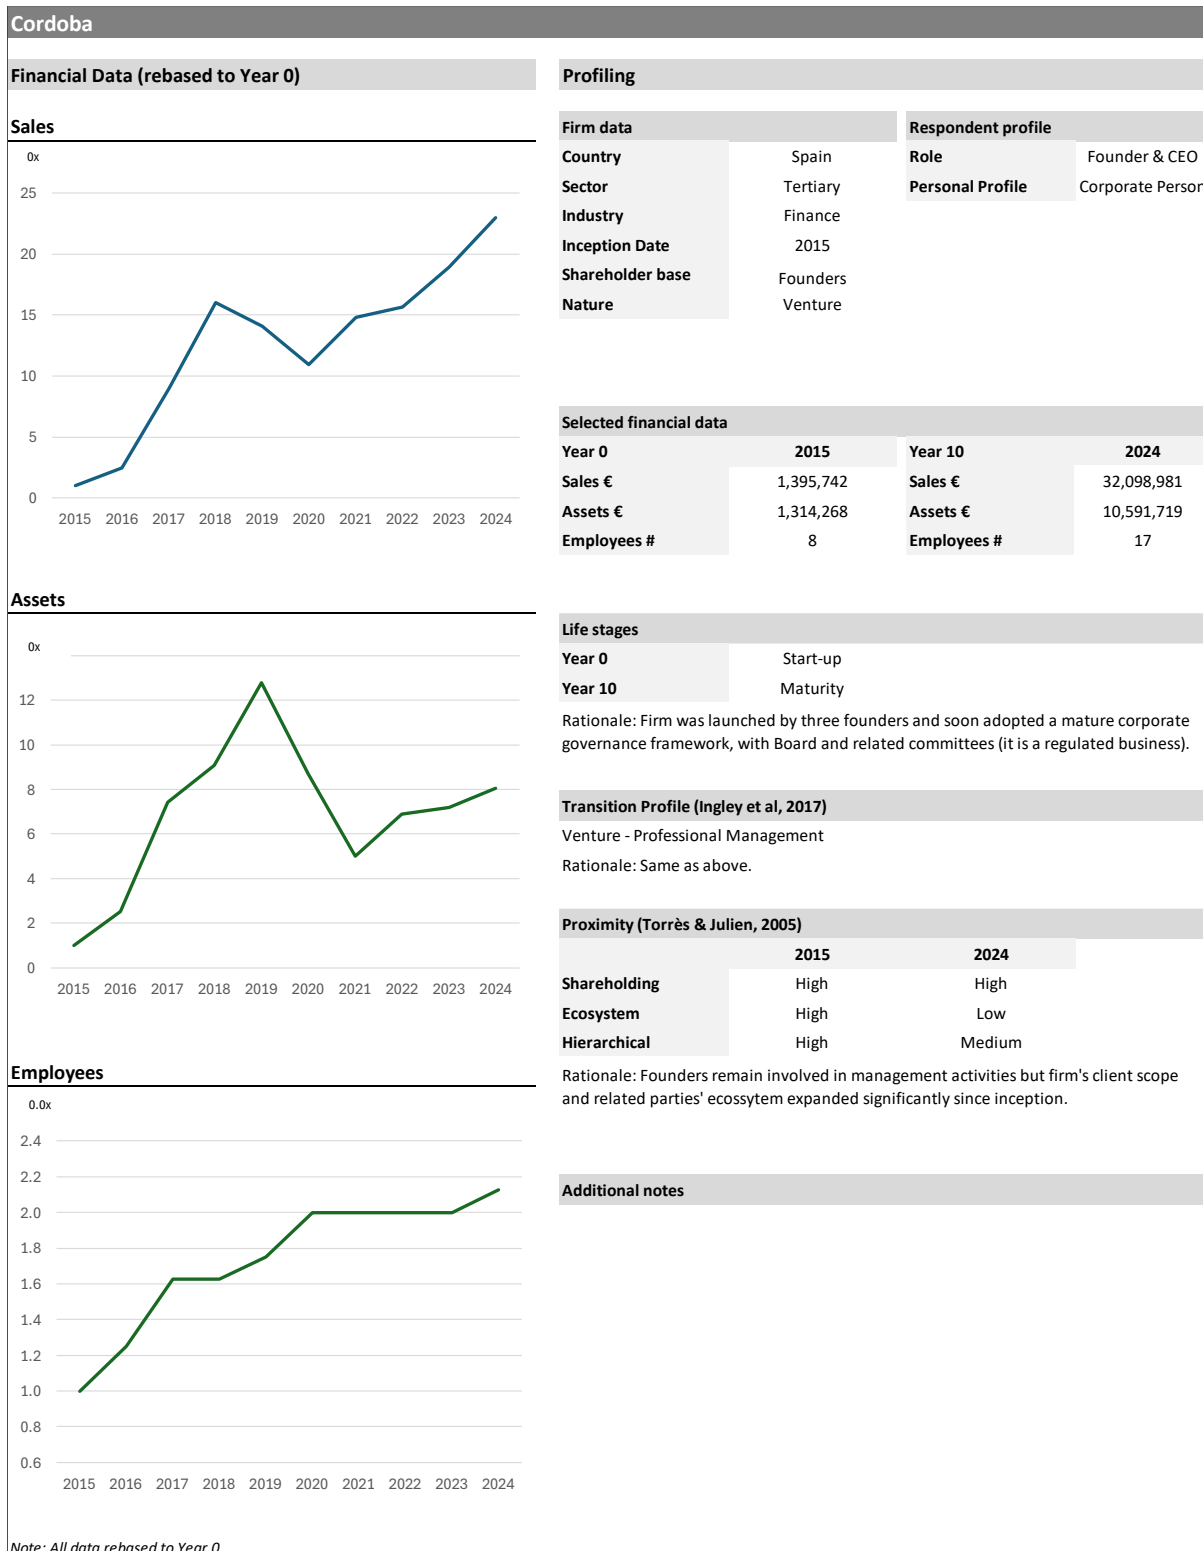 Cordoba
Financial Data (rebased to Year 0)
Sales
0x
25
20
15
10
5
0
2015 2016 2017 2018 2019 2020 2021 2022 2023 2024
Assets
0x
12
10
8
6
4
2
0
2015 2016 2017 2018 2019 2020 2021 2022 2023 2024
Employees
0.0x
2.4
2.2
2.0
1.8
1.6
1.4
1.2
1.0
0.8
0.6
2015 2016 2017 2018 2019 2020 2021 2022 2023 2024
Note: All data rebased to Year 0
Profiling
Firm data
Country Spain
Sector Tertiary
Industry Finance
Inception Date 2015
Shareholder base Founders
Nature Venture
Respondent profile
Role Founder & CEO
Personal Profile Corporate Person
Selected financial data
Year 0 2015 Year 10 2024
Sales € 1,395,742 Sales € 32,098,981
Assets € 1,314,268 Assets € 10,591,719
Employees # 8 Employees # 17
Life stages
Year 0 Start-up
Year 10 Maturity
Rationale: Firm was launched by three founders and soon adopted a mature corporate
governance framework, with Board and related committees (it is a regulated business).
Transition Profile (Ingley et al, 2017)
Venture - Professional Management
Rationale: Same as above.
Proximity (Torrès & Julien, 2005)
2015 2024
Shareholding High High
Ecosystem High Low
Hierarchical High Medium
Rationale: Founders remain involved in management activities but firm's client scope
and related parties' ecossytem expanded significantly since inception.
Additional notes